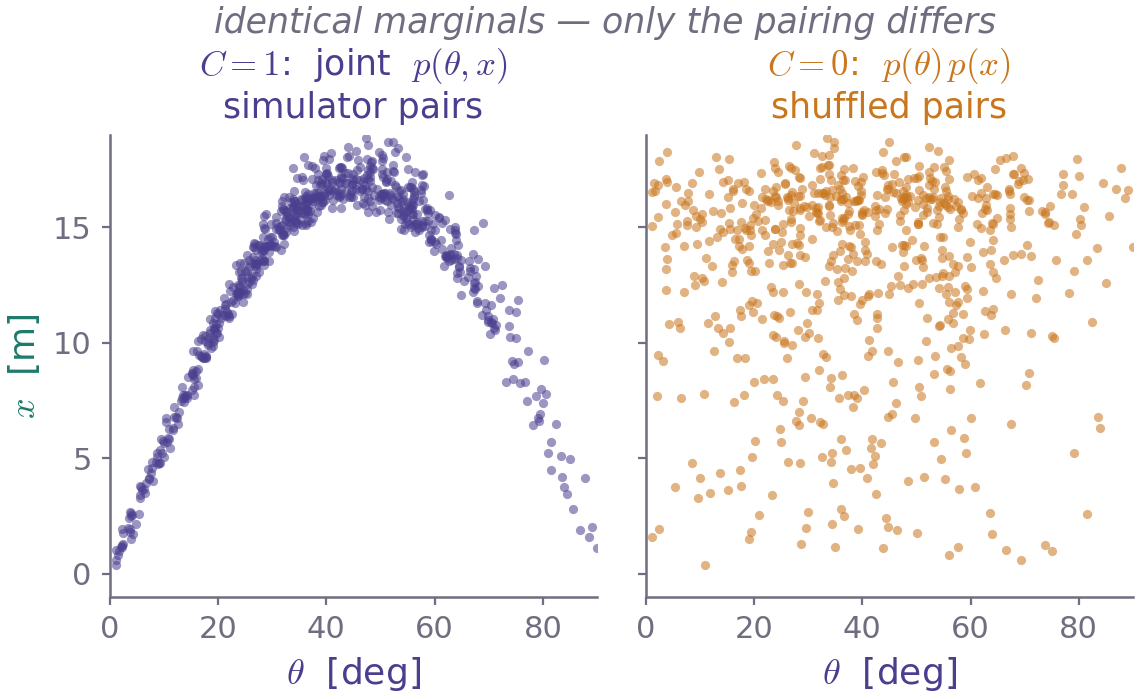 identical marginals — only the pairing differs
C = 1: joint p(θ, x)
simulator pairs
C = 0: p(θ) p(x)
shuffled pairs
x [m]
15
10
5
0
0 20 40 60 80
θ [deg]
0 20 40 60 80
θ [deg]